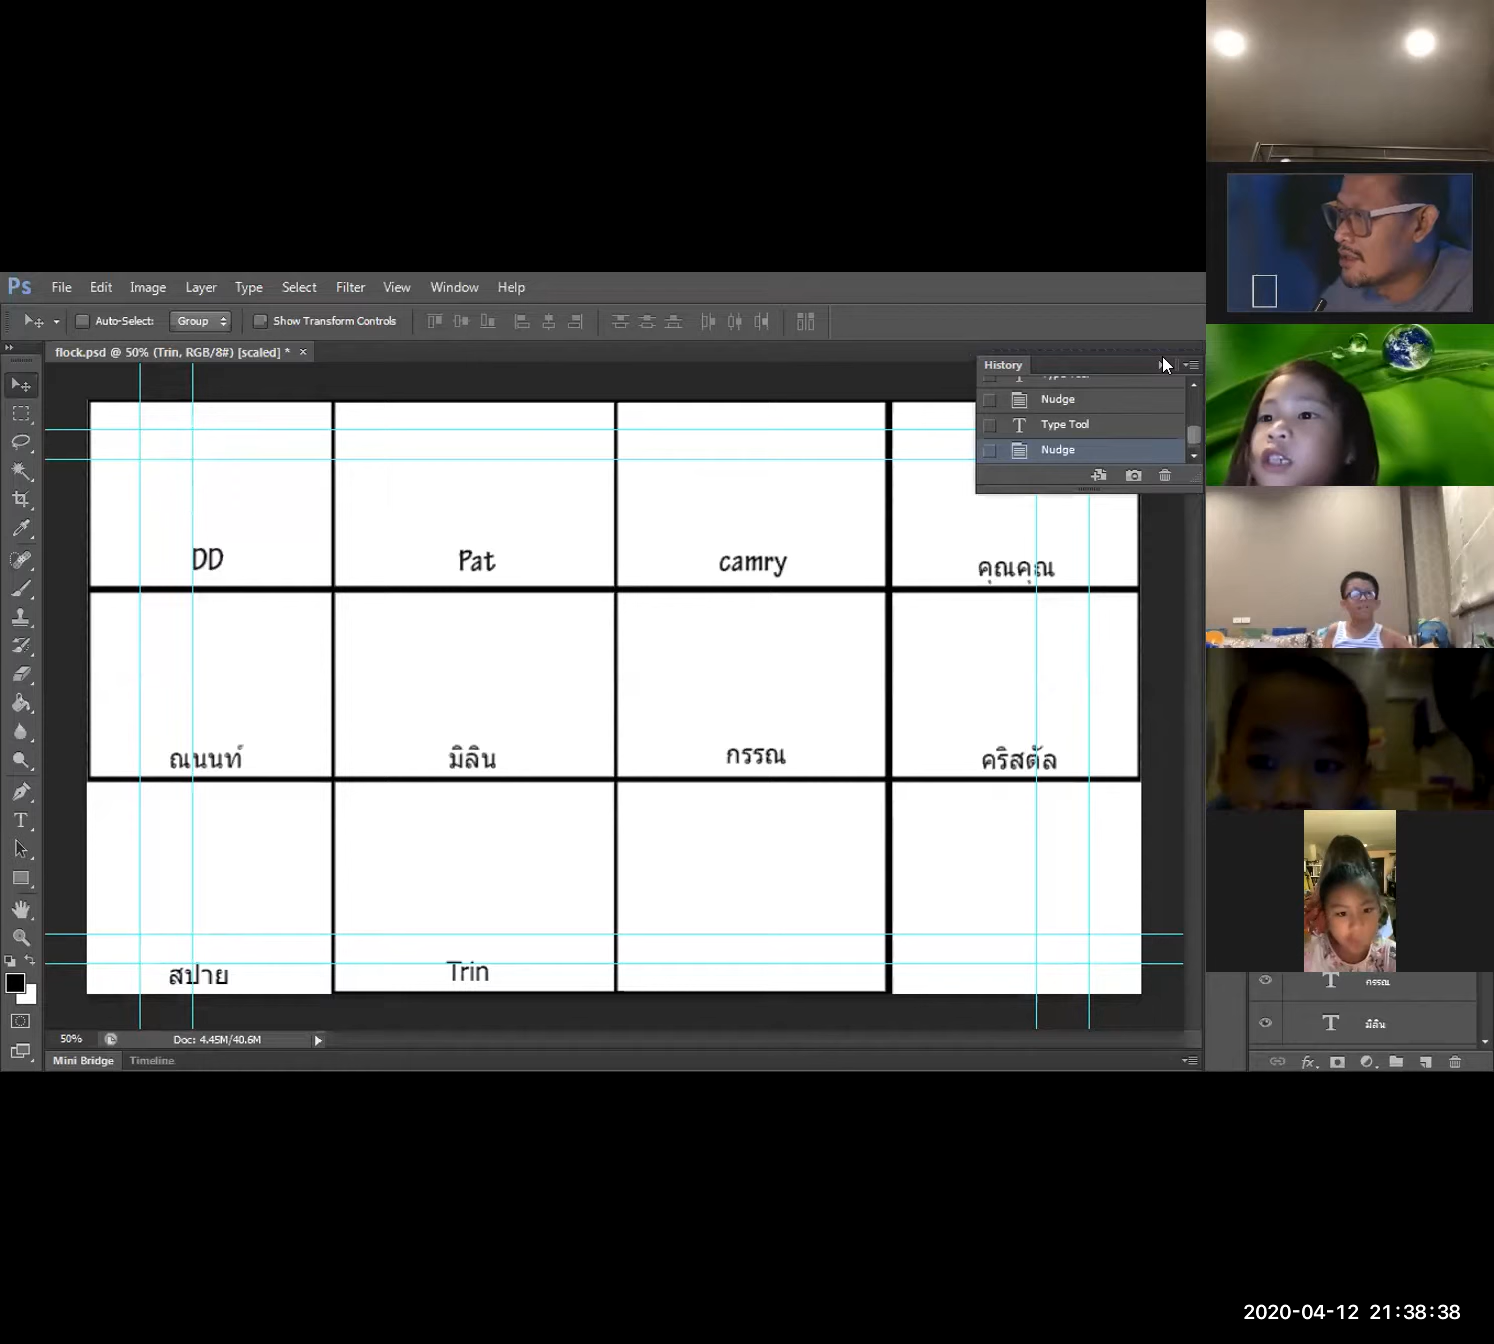 Ps File Edit Image Layer Type Select Filter View Window Help
Auto-Select: Group Show Transform Controls
flock.psd @ 50% (Trin, RGB/8#) [scaled] * ×
History
Type Tool
Nudge
Type Tool
Nudge
DD Pat camry คุณคุณ
ณนนท์ มิลิน กรรณ คริสตัล
สปาย Trin
กรรณ
มิลิน
50% Doc: 4.45M/40.6M
Mini Bridge Timeline
2020-04-12 21:38:38